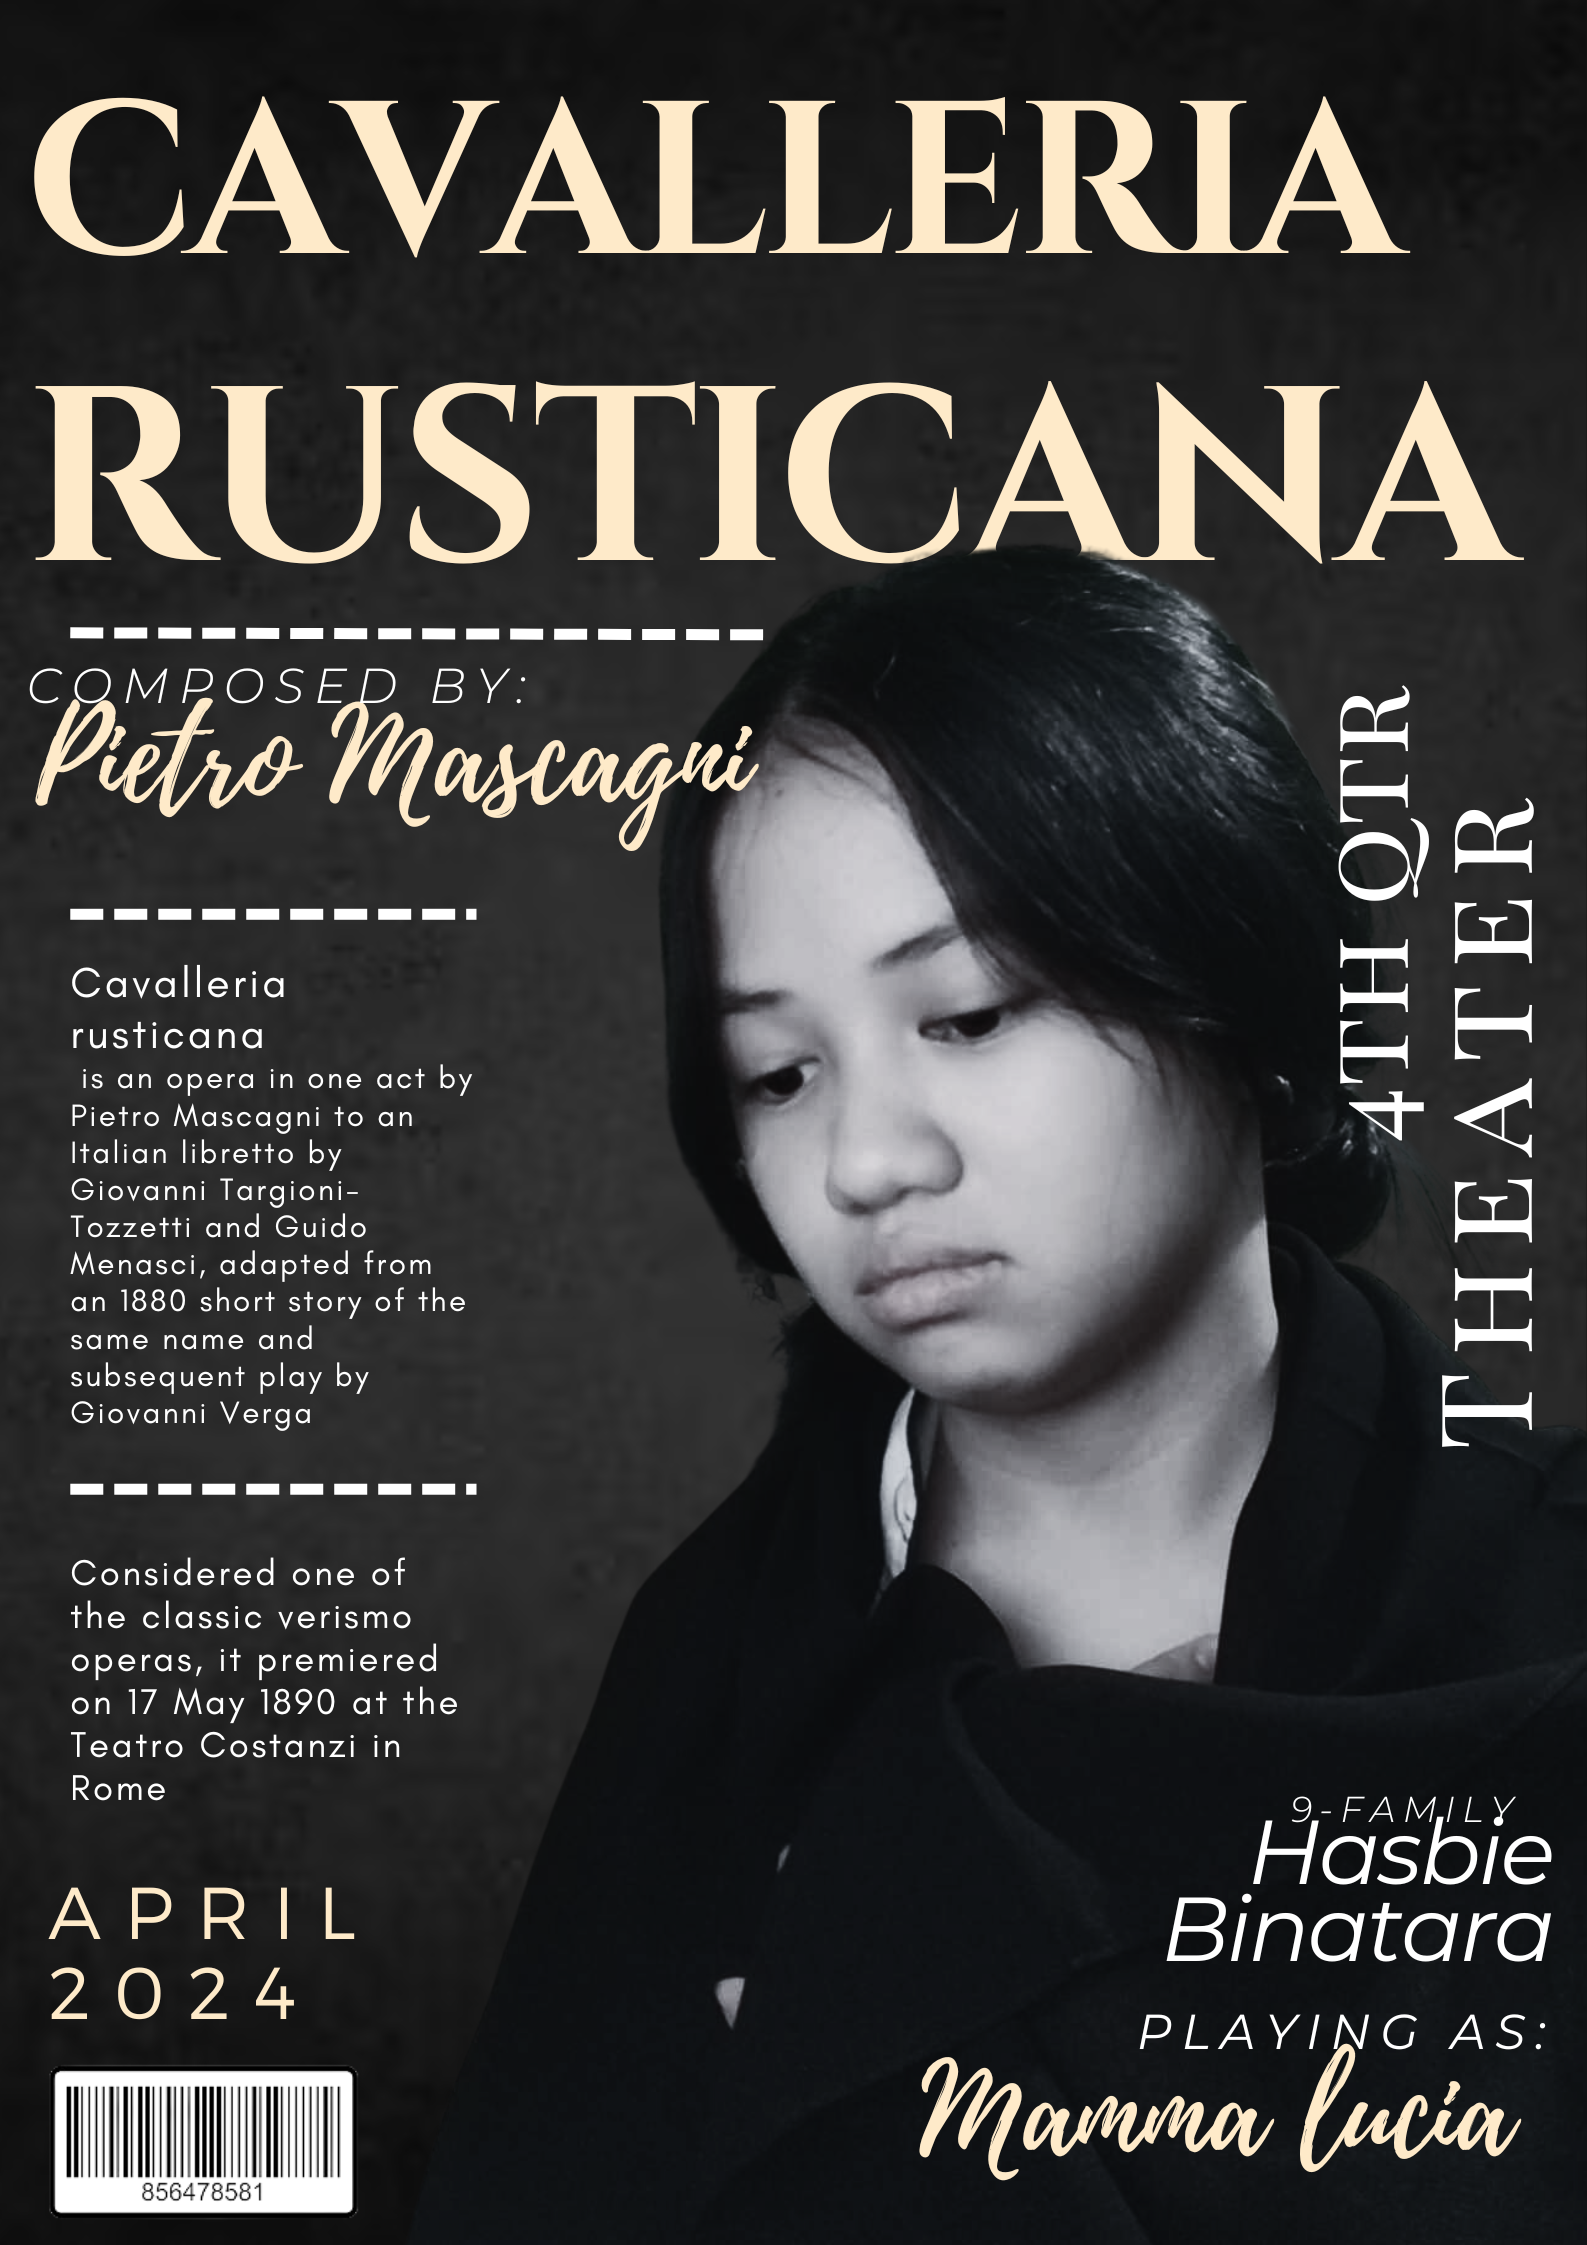 CAVALLERIA
RUSTICANA
COMPOSED BY:
Pietro Mascagni
4TH QTR
THEATER
Cavalleria
rusticana
is an opera in one act by
Pietro Mascagni to an
Italian libretto by
Giovanni Targioni-
Tozzetti and Guido
Menasci, adapted from
an 1880 short story of the
same name and
subsequent play by
Giovanni Verga
Considered one of
the classic verismo
operas, it premiered
on 17 May 1890 at the
Teatro Costanzi in
Rome
APRIL
2024
856478581
9-FAMILY
Hasbie
Binatara
PLAYING AS:
Mamma lucia